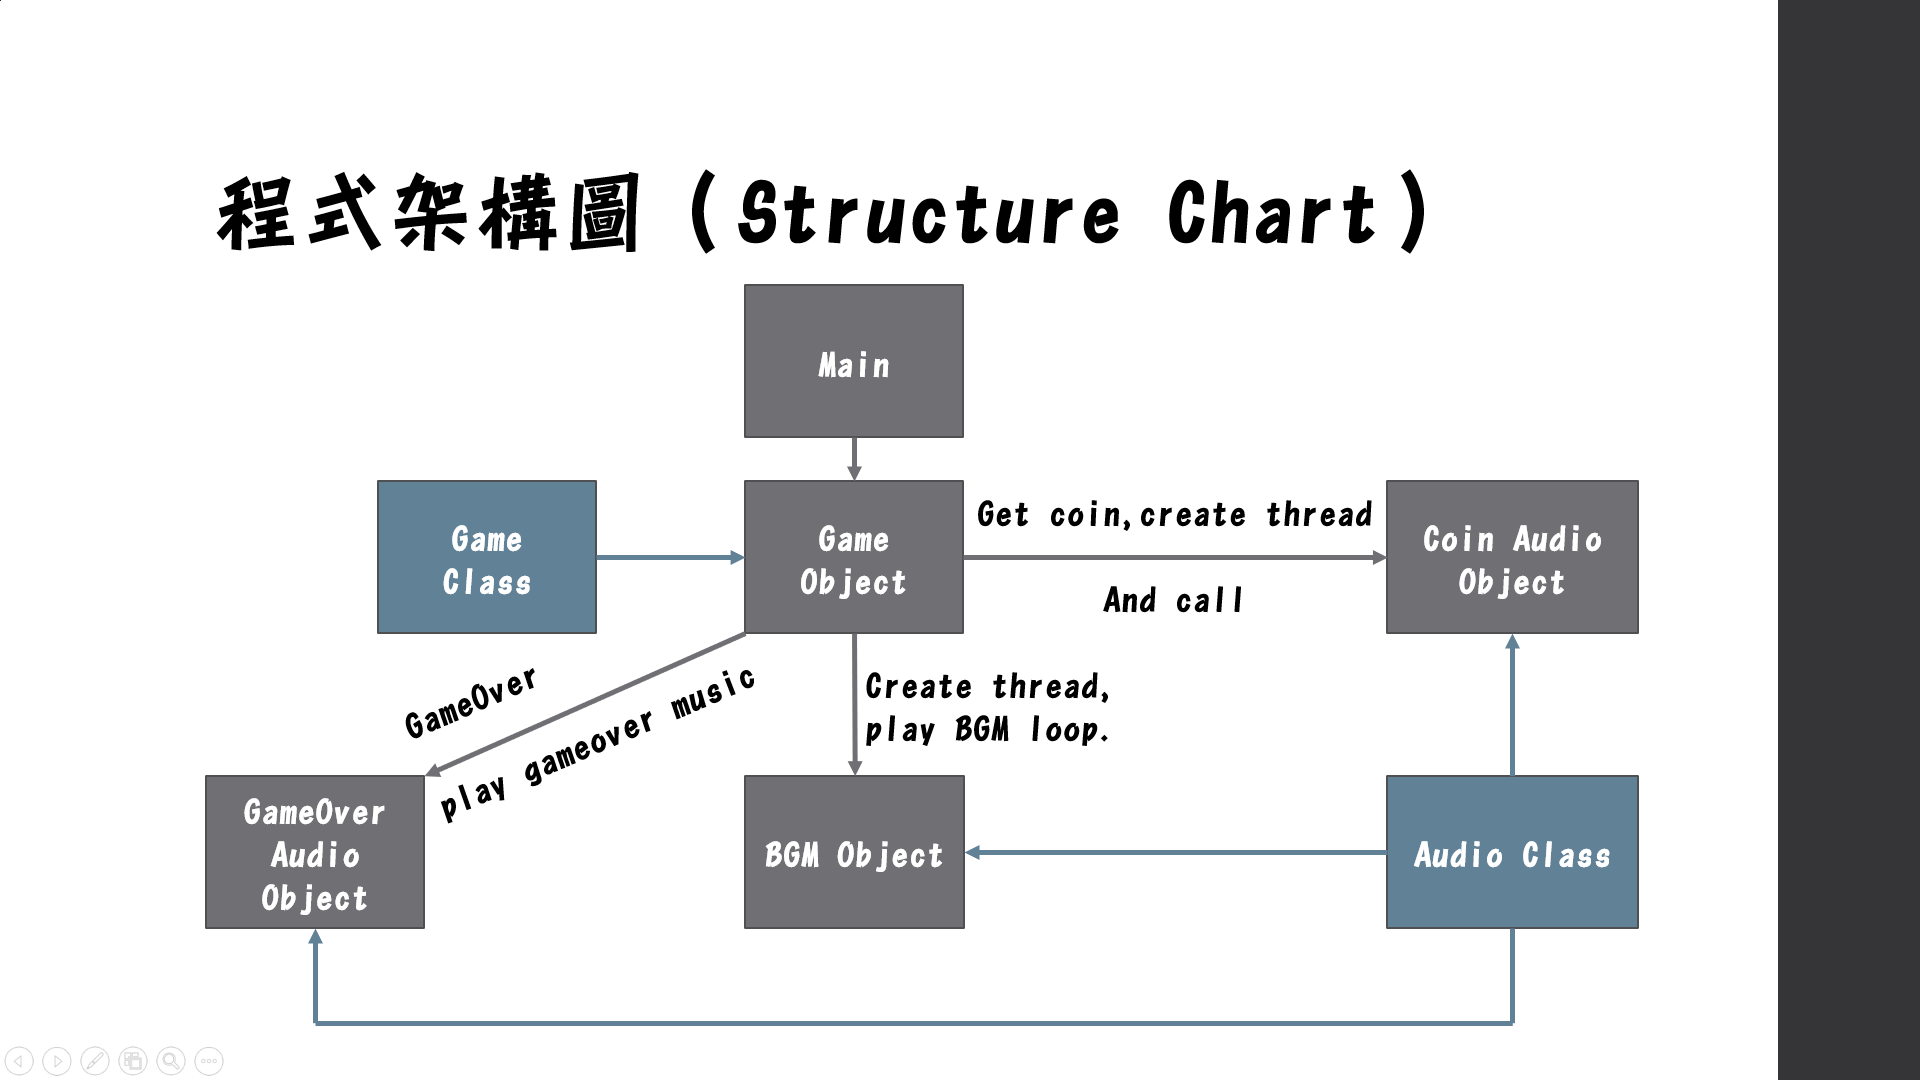 程式架構圖（Structure Chart）
Main
Game
Class
Game
Object
Get coin,create thread
And call
Coin Audio
Object
GameOver
play gameover music
Create thread,
play BGM loop.
GameOver
Audio
Object
BGM Object
Audio Class